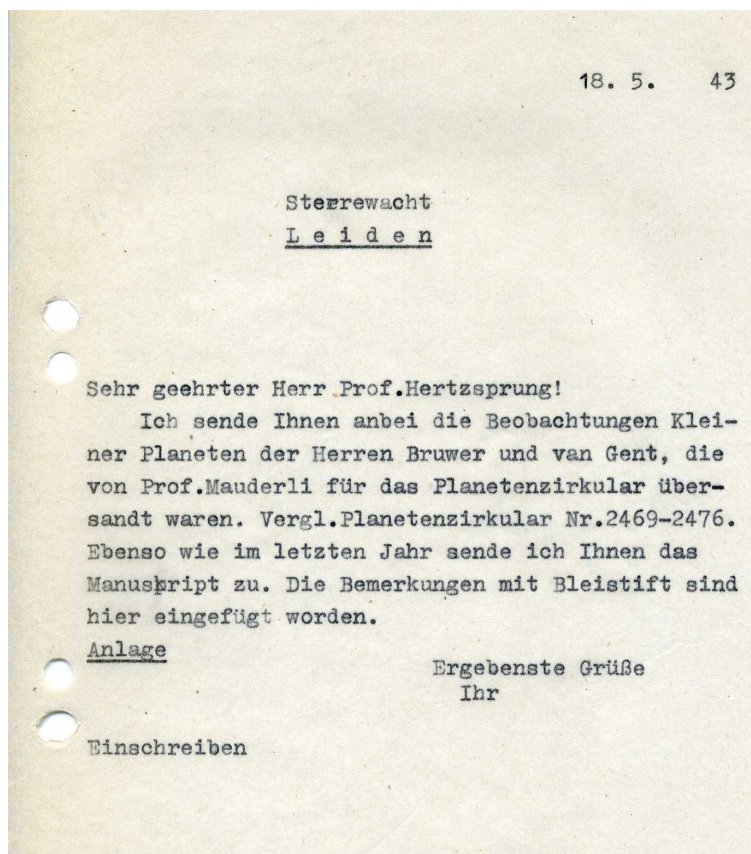 18. 5. 43
Sterrewacht
Leiden
Sehr geehrter Herr Prof.Hertzsprung!
Ich sende Ihnen anbei die Beobachtungen Klei-
ner Planeten der Herren Bruwer und van Gent, die
von Prof.Mauderli für das Planetenzirkular über-
sandt waren. Vergl.Planetenzirkular Nr.2469-2476.
Ebenso wie im letzten Jahr sende ich Ihnen das
Manuskript zu. Die Bemerkungen mit Bleistift sind
hier eingefügt worden.
Anlage
Ergebenste Grüße
Ihr
Einschreiben